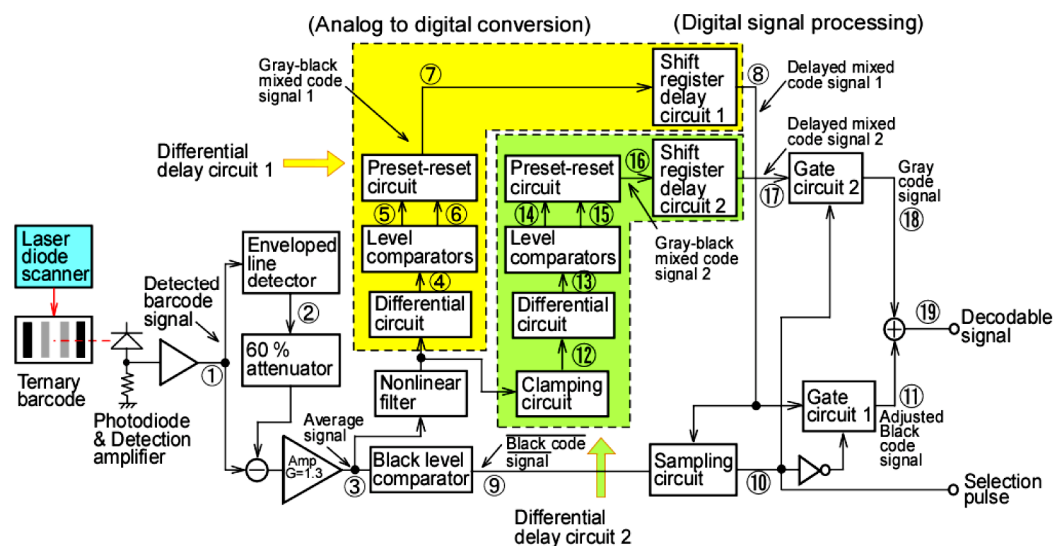 (Analog to digital conversion)
(Digital signal processing)
Gray-black
mixed code
signal 1
⑦
Shift
register
delay
circuit 1
⑧
Delayed mixed
code signal 1
Differential
delay circuit 1
Preset-reset
circuit
⑤
⑥
Level
comparators
④
Differential
circuit
Preset-reset
circuit
⑯
Shift
register
delay
circuit 2
Delayed mixed
code signal 2
⑰
Gate
circuit 2
Gray
code
signal
⑱
⑭
⑮
Level
comparators
Gray-black
mixed code
signal 2
⑬
Differential
circuit
⑫
Clamping
circuit
Laser
diode
scanner
Detected
barcode
signal
Enveloped
line
detector
②
60 %
attenuator
Ternary
barcode
①
Photodiode
& Detection
amplifier
Nonlinear
filter
Average
signal
Amp
G=1.3
③
Black level
comparator
Black code
signal
⑨
Differential
delay circuit 2
Sampling
circuit
⑩
Gate
circuit 1
⑪
Adjusted
Black code
signal
⑲
Decodable
signal
Selection
pulse